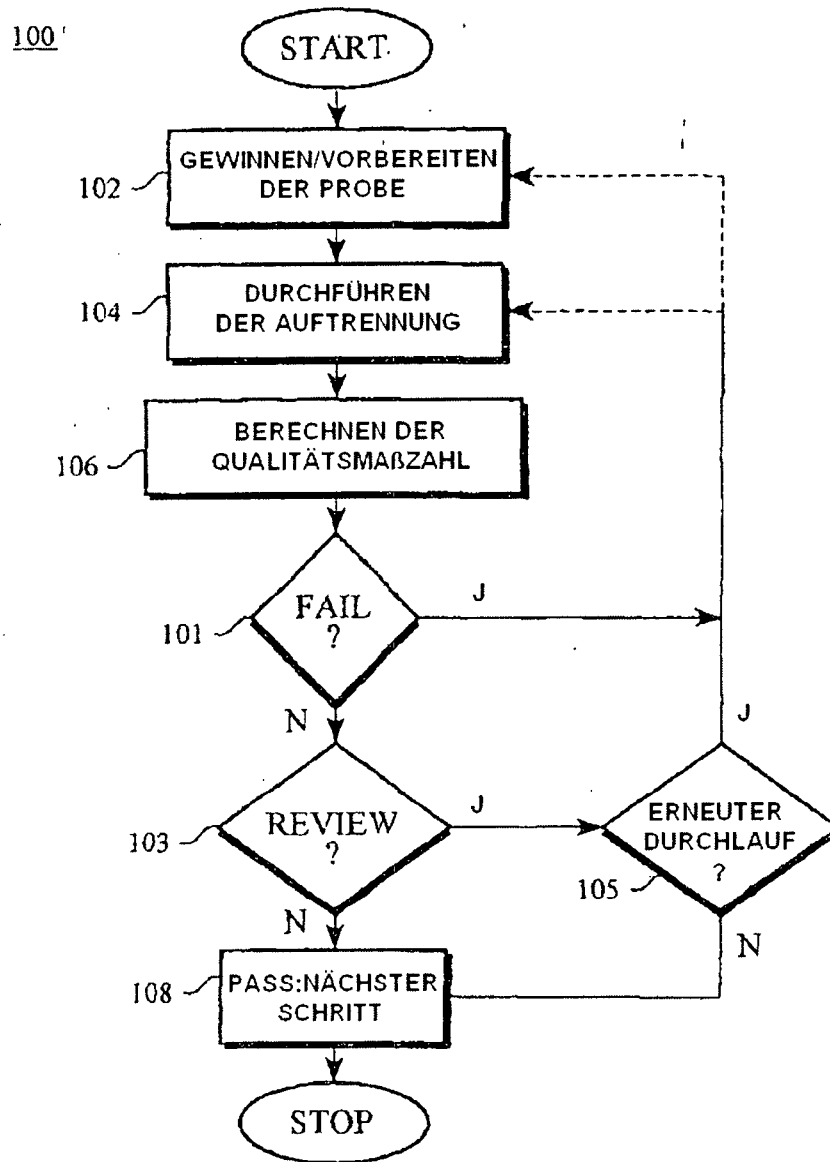 100'
START
102
GEWINNEN/VORBEREITEN
DER PROBE
104
DURCHFÜHREN
DER AUFTRENNUNG
106
BERECHNEN DER
QUALITÄTSMAßZAHL
101
FAIL
?
J
N
103
REVIEW
?
J
N
105
ERNEUTER
DURCHLAUF
?
J
N
108
PASS:NÄCHSTER
SCHRITT
STOP